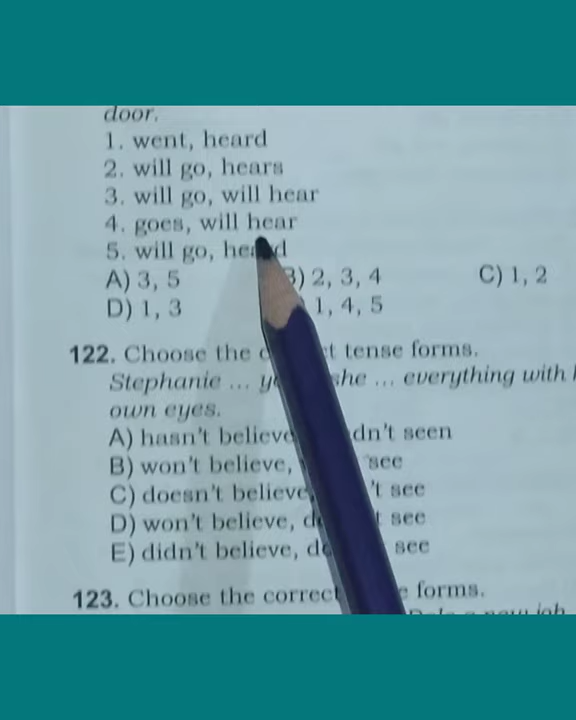 door.
1. went, heard
2. will go, hears
3. will go, will hear
4. goes, will hear
5. will go, heard
A) 3, 5 B) 2, 3, 4 C) 1, 2
D) 1, 3 1, 4, 5
122. Choose the tense forms.
Stephanie ... ... everything with
own eyes.
A) hasn't believe seen
B) won't believe, see
C) doesn't believe, see
D) won't believe, see
E) didn't believe, see
123. Choose the correct forms.